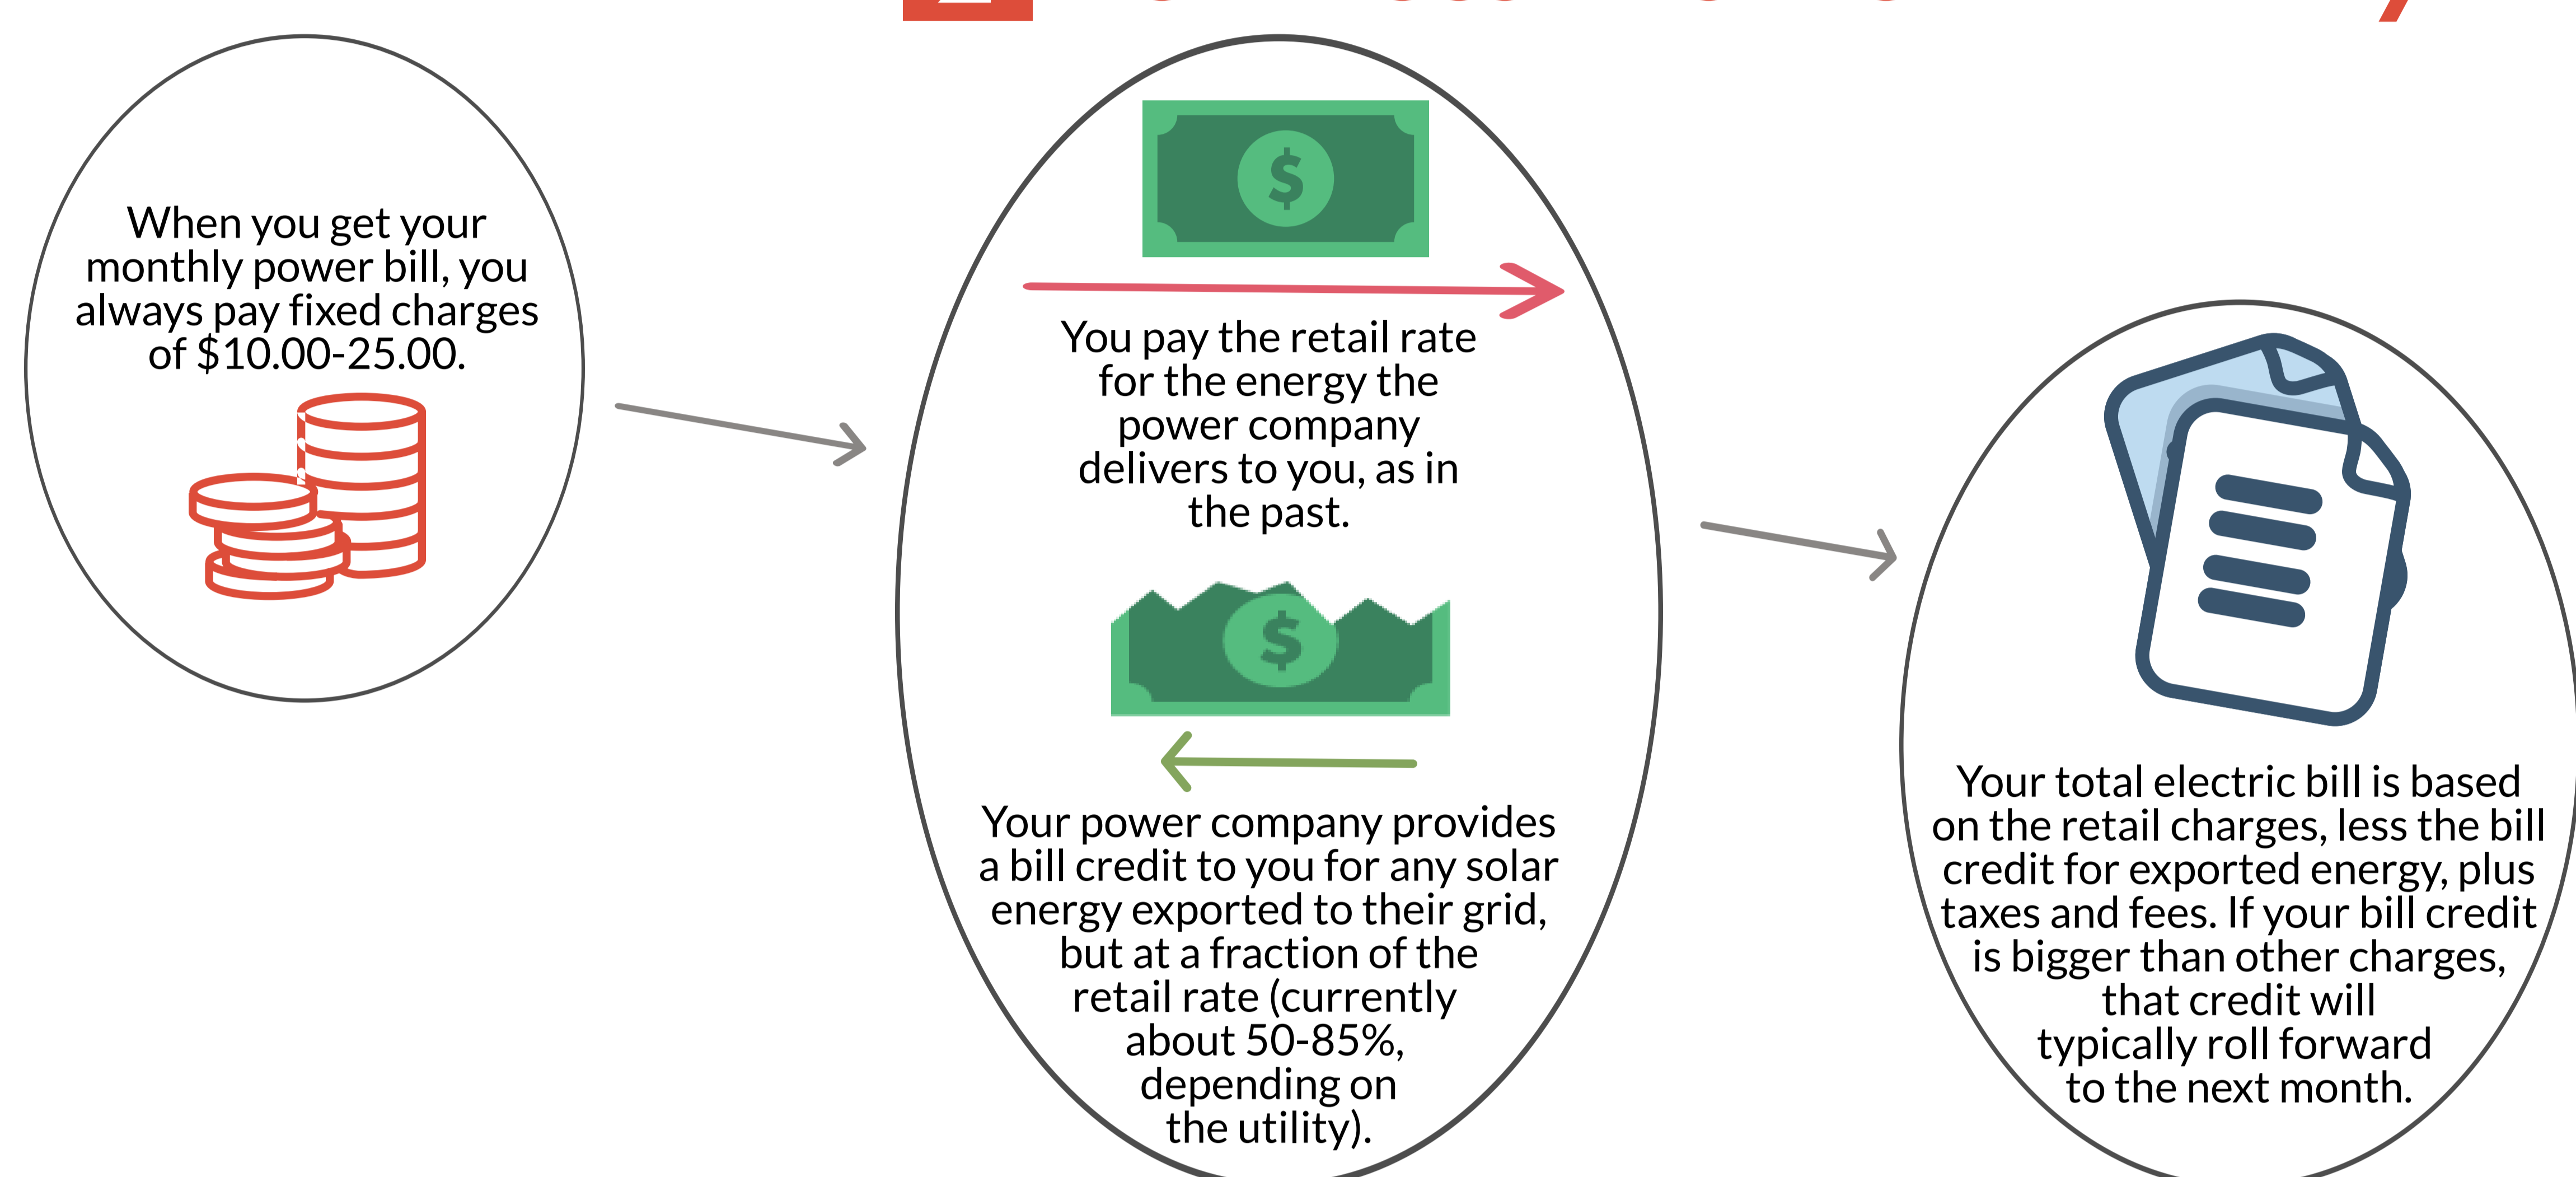 When you get your
monthly power bill, you
always pay fixed charges
of $10.00-25.00.
$
You pay the retail rate
for the energy the
power company
delivers to you, as in
the past.
$
Your power company provides
a bill credit to you for any solar
energy exported to their grid,
but at a fraction of the
retail rate (currently
about 50-85%,
depending on
the utility).
Your total electric bill is based
on the retail charges, less the bill
credit for exported energy, plus
taxes and fees. If your bill credit
is bigger than other charges,
that credit will
typically roll forward
to the next month.